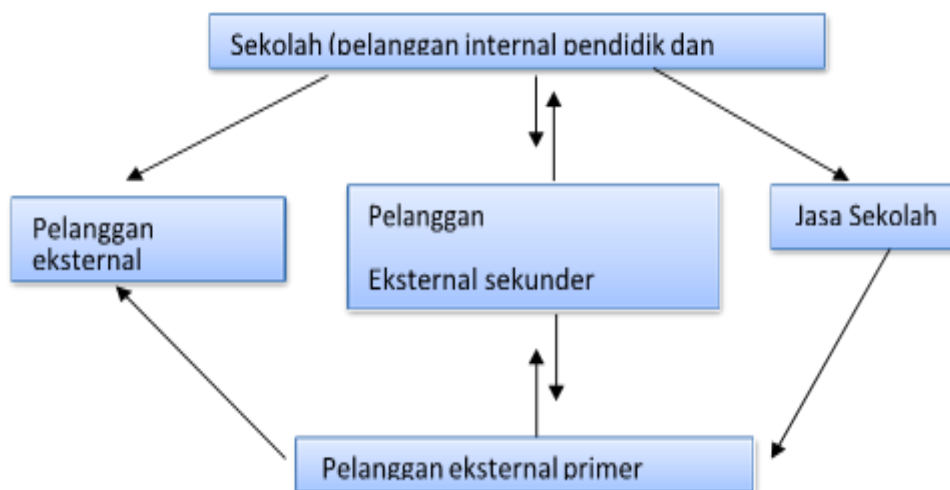 Sekolah (pelanggan internal pendidik dan
Pelanggan
eksternal
Pelanggan
Eksternal sekunder
Jasa Sekolah
Pelanggan eksternal primer